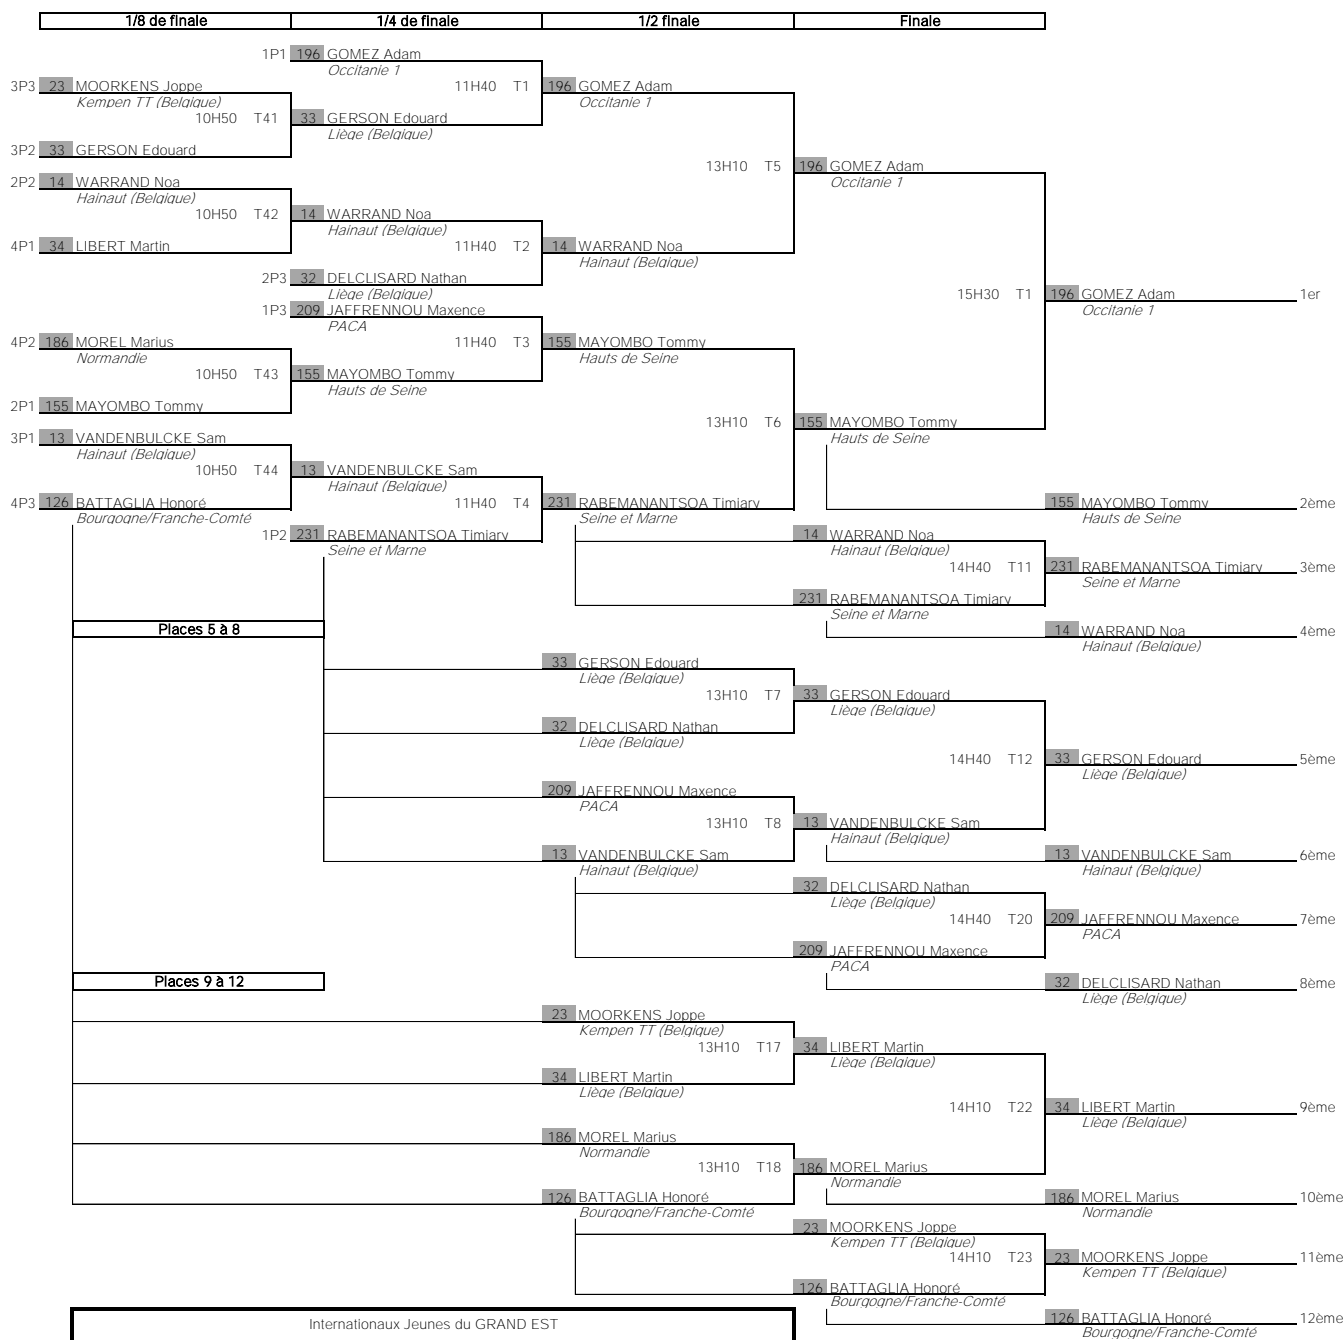 1/8 de finale 1/4 de finale 1/2 finale Finale
1P1 196 GOMEZ Adam
Occitanie 1
3P3 23 MOORKENS Joppe 11H40 T1 196 GOMEZ Adam
Kempen TT (Belgique) Occitanie 1
10H50 T41 33 GERSON Edouard
Liège (Belgique)
3P2 33 GERSON Edouard
13H10 T5 196 GOMEZ Adam
2P2 14 WARRAND Noa Occitanie 1
Hainaut (Belgique)
10H50 T42 14 WARRAND Noa
Hainaut (Belgique)
4P1 34 LIBERT Martin 11H40 T2 14 WARRAND Noa
Hainaut (Belgique)
2P3 32 DELCLISARD Nathan
Liège (Belgique) 15H30 T1 196 GOMEZ Adam 1er
1P3 209 JAFFRENNOU Maxence Occitanie 1
PACA
4P2 186 MOREL Marius 11H40 T3 155 MAYOMBO Tommy
Normandie Hauts de Seine
10H50 T43 155 MAYOMBO Tommy
Hauts de Seine
2P1 155 MAYOMBO Tommy
13H10 T6 155 MAYOMBO Tommy
3P1 13 VANDENBULCKE Sam Hauts de Seine
Hainaut (Belgique)
10H50 T44 13 VANDENBULCKE Sam
Hainaut (Belgique)
4P3 126 BATTAGLIA Honoré 11H40 T4 231 RABEMANANTSOA Timiary 155 MAYOMBO Tommy 2ème
Bourgogne/Franche-Comté Seine et Marne Hauts de Seine
1P2 231 RABEMANANTSOA Timiary 14 WARRAND Noa
Seine et Marne Hainaut (Belgique)
14H40 T11 231 RABEMANANTSOA Timiary 3ème
Seine et Marne
231 RABEMANANTSOA Timiary
Seine et Marne
Places 5 à 8 14 WARRAND Noa 4ème
Hainaut (Belgique)
33 GERSON Edouard
Liège (Belgique)
13H10 T7 33 GERSON Edouard
Liège (Belgique)
32 DELCLISARD Nathan
Liège (Belgique)
14H40 T12 33 GERSON Edouard 5ème
Liège (Belgique)
209 JAFFRENNOU Maxence
PACA
13H10 T8 13 VANDENBULCKE Sam
Hainaut (Belgique)
13 VANDENBULCKE Sam 13 VANDENBULCKE Sam 6ème
Hainaut (Belgique) Hainaut (Belgique)
32 DELCLISARD Nathan
Liège (Belgique)
14H40 T20 209 JAFFRENNOU Maxence 7ème
PACA
209 JAFFRENNOU Maxence
PACA
Places 9 à 12 32 DELCLISARD Nathan 8ème
Liège (Belgique)
23 MOORKENS Joppe
Kempen TT (Belgique)
13H10 T17 34 LIBERT Martin
Liège (Belgique)
34 LIBERT Martin
Liège (Belgique)
14H10 T22 34 LIBERT Martin 9ème
Liège (Belgique)
186 MOREL Marius
Normandie
13H10 T18 186 MOREL Marius
Normandie
126 BATTAGLIA Honoré 186 MOREL Marius 10ème
Bourgogne/Franche-Comté Normandie
23 MOORKENS Joppe
Kempen TT (Belgique)
14H10 T23 23 MOORKENS Joppe 11ème
Kempen TT (Belgique)
126 BATTAGLIA Honoré
Bourgogne/Franche-Comté
Internationaux Jeunes du GRAND EST 126 BATTAGLIA Honoré 12ème
Bourgogne/Franche-Comté